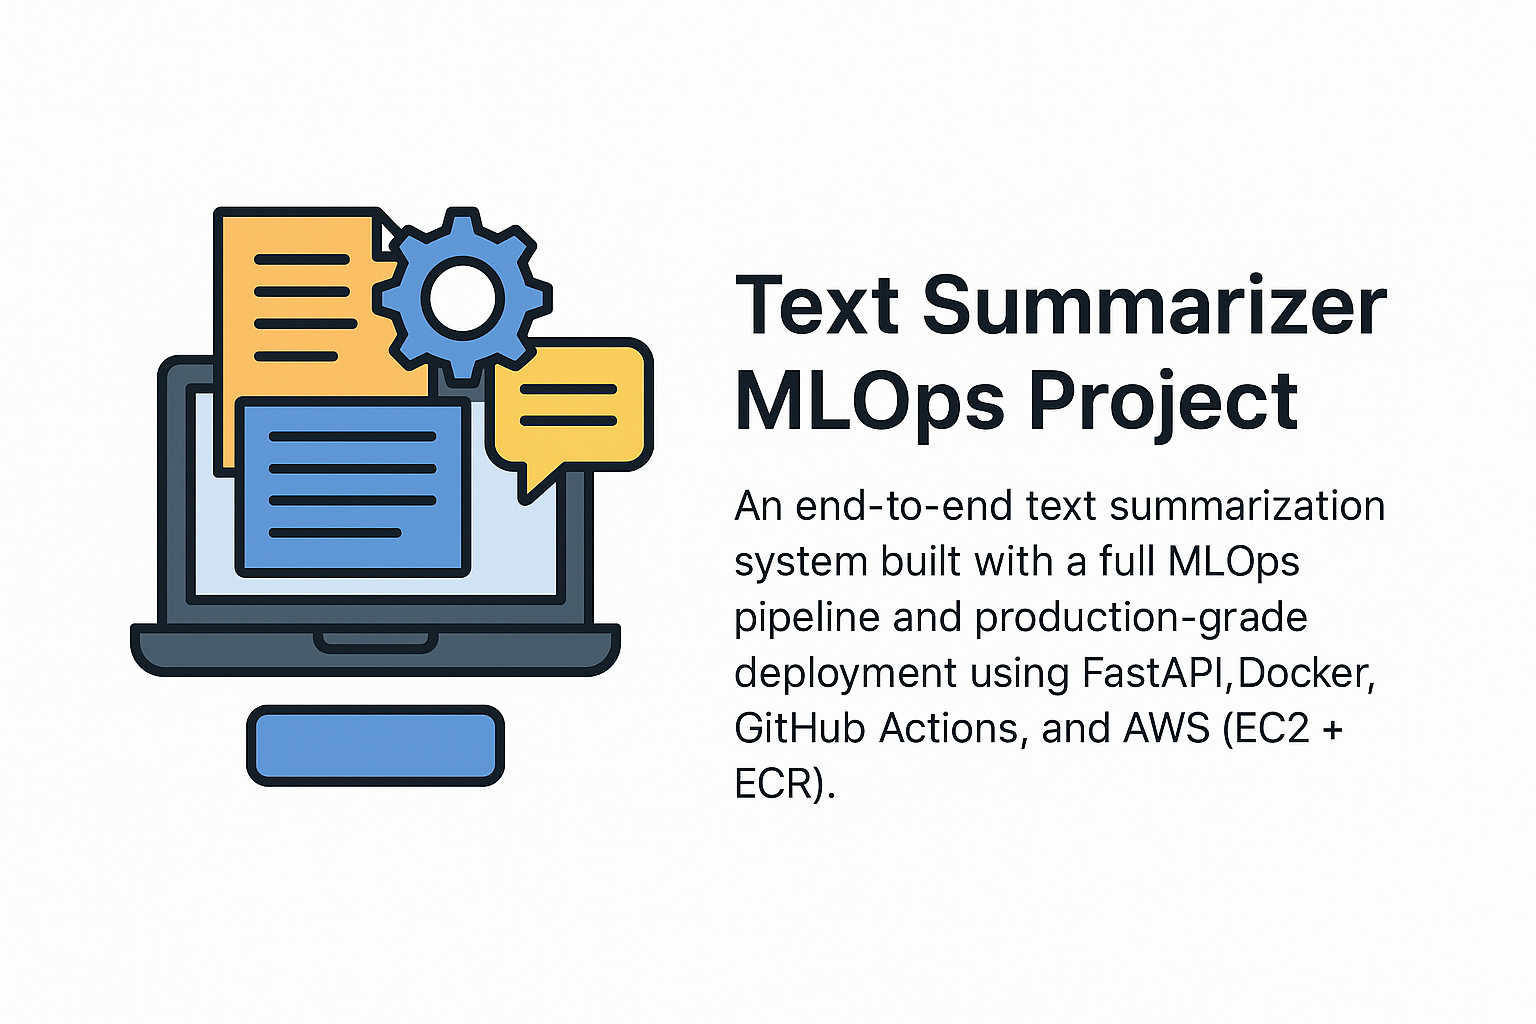 Text Summarizer
MLOps Project
An end-to-end text summarization
system built with a full MLOps
pipeline and production-grade
deployment using FastAPI,Docker,
GitHub Actions, and AWS (EC2 +
ECR).